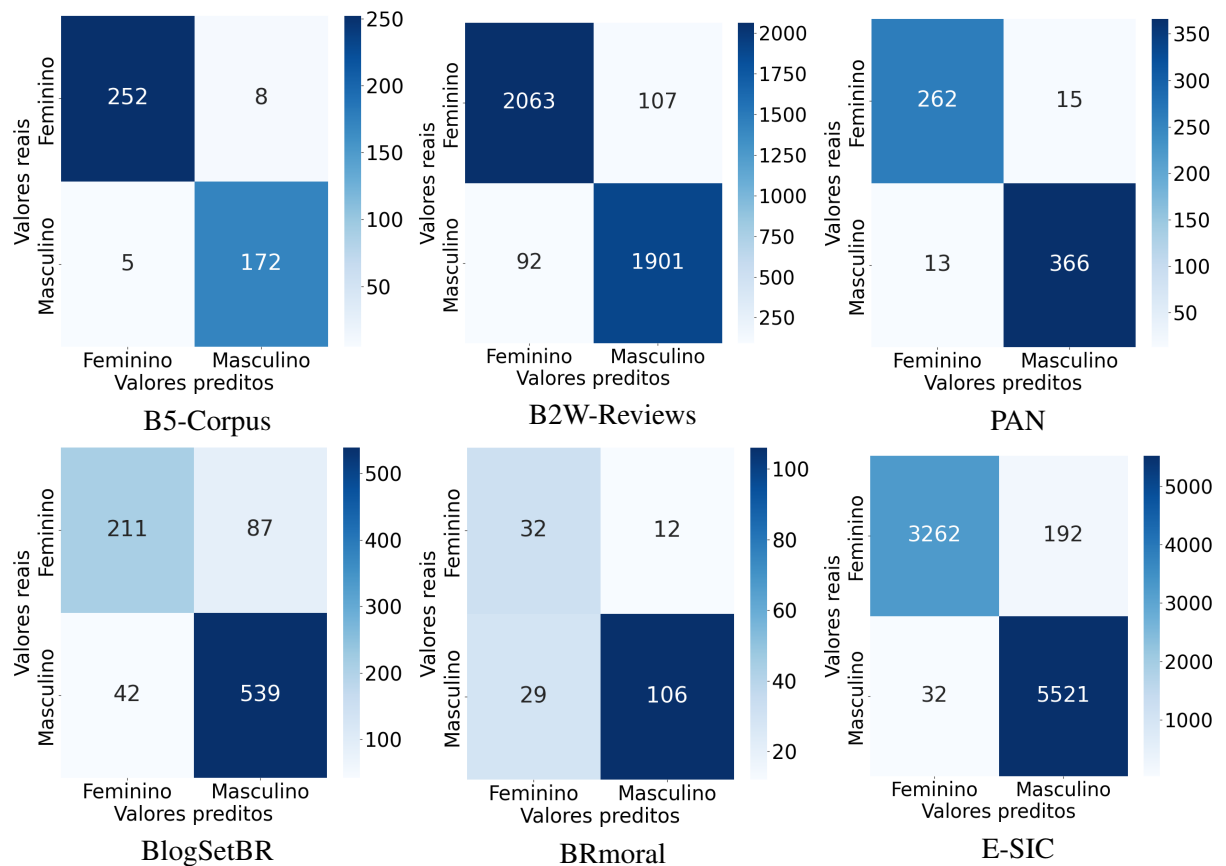 250
200
150
100
50
Feminino
Masculino
Valores reais
252
8
5
172
Feminino
Masculino
Valores preditos
B5-Corpus
2000
1750
1500
1250
1000
750
500
250
Feminino
Masculino
Valores reais
2063
107
92
1901
Feminino
Masculino
Valores preditos
B2W-Reviews
350
300
250
200
150
100
50
Feminino
Masculino
Valores reais
262
15
13
366
Feminino
Masculino
Valores preditos
PAN
500
400
300
200
100
Feminino
Masculino
Valores reais
211
87
42
539
Feminino
Masculino
Valores preditos
BlogSetBR
100
80
60
40
20
Feminino
Masculino
Valores reais
32
12
29
106
Feminino
Masculino
Valores preditos
BRmoral
5000
4000
3000
2000
1000
Feminino
Masculino
Valores reais
3262
192
32
5521
Feminino
Masculino
Valores preditos
E-SIC